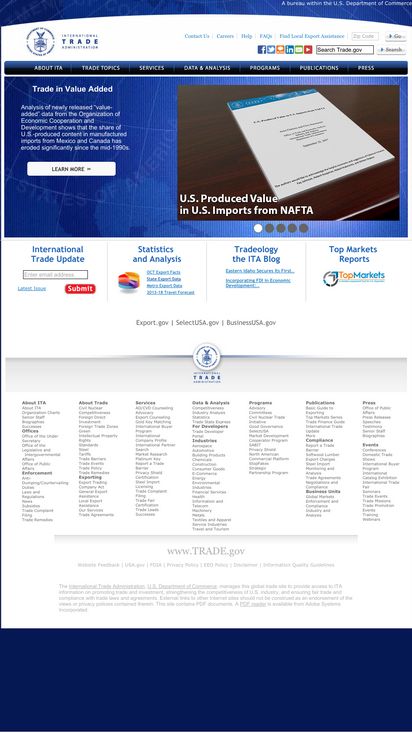 A bureau within the U.S. Department of Commerce
INTERNATIONAL
TRADE
ADMINISTRATION
Contact Us | Careers | Help | FAQs | Find Local Export Assistance
Zip Code
Go
Search Trade.gov
Search
ABOUT ITA
TRADE TOPICS
SERVICES
DATA & ANALYSIS
PROGRAMS
PUBLICATIONS
PRESS
Trade in Value Added
Analysis of newly released "value-
added" data from the Organization of
Economic Cooperation and
Development shows that the share of
U.S.-produced content in manufactured
imports from Mexico and Canada has
eroded significantly since the mid-1990s.
LEARN MORE
U.S. Produced Value
in U.S. Imports from NAFTA
International
Trade Update
Enter email address
Latest Issue
Submit
Statistics
and Analysis
OCT Export Facts
State Export Data
Metro Export Data
2013-18 Travel Forecast
Tradeology
the ITA Blog
Eastern Idaho Secures its First...
Incorporating FDI in Economic
Development:...
Top Markets
Reports
TopMarkets
Export.gov | SelectUSA.gov | BusinessUSA.gov
INTERNATIONAL
TRADE
ADMINISTRATION
About ITA
About ITA
Organization Charts
Senior Staff
Biographies
Successes
Offices
Office of the Under
Secretary
Office of the
Legisland
Intergovernmental
Affairs
Office of Public
Affairs
Enforcement
Anti-
Dumping/Countervailing
Duties
Laws and
Regulations
News
Subsidies
Trade Complaint
Filing
Trade Remedies
About Trade
Civil Nuclear
Competitiveness
Foreign Direct
Investment
Foreign Trade Zones
Green
Intellectual Property
Rights
Standards
Steel
Tariffs
Trade Barriers
Trade Events
Trade Policy
Trade Remedies
Exporting
Export Trading
Company Act
General Export
Assistance
Local Export
Assistance
Our Services
Trade Agreements
Services
AD/CVD Counseling
Advocacy
Export Counseling
Gold Key Matching
International Buyer
Program
International
Company Profile
International Partner
Search
Market Research
Platinum Key
Report a Trade
Barrier
Privacy Shield
Certification
Steel Import
Licensing
Trade Complaint
Filing
Trade Fair
Certification
Trade Leads
Successes
Data & Analysis
Competitiveness
Industry Analysis
Statistics
Trade Stats Express
For Developers
Trade Developer
Portal
Industries
Aerospace
Automotive
Building Products
Chemicals
Construction
Consumer Goods
E-Commerce
Energy
Environmental
Industries
Financial Services
Health
Information and
Telecom
Machinery
Metals
Textiles and Apparel
Service Industries
Travel and Tourism
Programs
Advisory
Committees
Civil Nuclear Trade
Initiative
Good Governance
SelectUSA
Market Development
Cooperator Program
SABIT
Privacy Shield
North American
Commercial Platform
StopFakes
Strategic
Partnership Program
Publications
Basic Guide to
Exporting
Top Markets Series
Trade Finance Guide
International Trade
Update
More
Compliance
Report a Trade
Barrier
Softwood Lumber
Export Charges
Steel Import
Monitoring and
Analysis
Trade Agreements
Negotiations and
Compliance
Business Units
Global Markets
Enforcement and
Compliance
Industry and
Analysis
Press
Office of Public
Affairs
Press Releases
Speeches
Testimony
Senior Staff
Biographies
Events
Conferences
Domestic Trade
Shows
International Buyer
Program
International Trade
Fair
Seminars
Trade Events
Trade Missions
Trade Promotion
Events
Training
Webinars
www.TRADE.gov
Website Feedback | USA.gov | FOIA | Privacy Policy | EEO Policy | Disclaimer | Information Quality Guidelines
The International Trade Administration, U.S. Department of Commerce, manages this global trade site to provide access to ITA
information on promoting trade and investment, strengthening the competitiveness of U.S. industry, and ensuring fair trade and
compliance with trade laws and agreements. External links to other Internet sites should not be construed as an endorsement of the
views or privacy policies contained therein. This site contains PDF documents. A PDF reader is available from Adobe Systems
Incorporated.